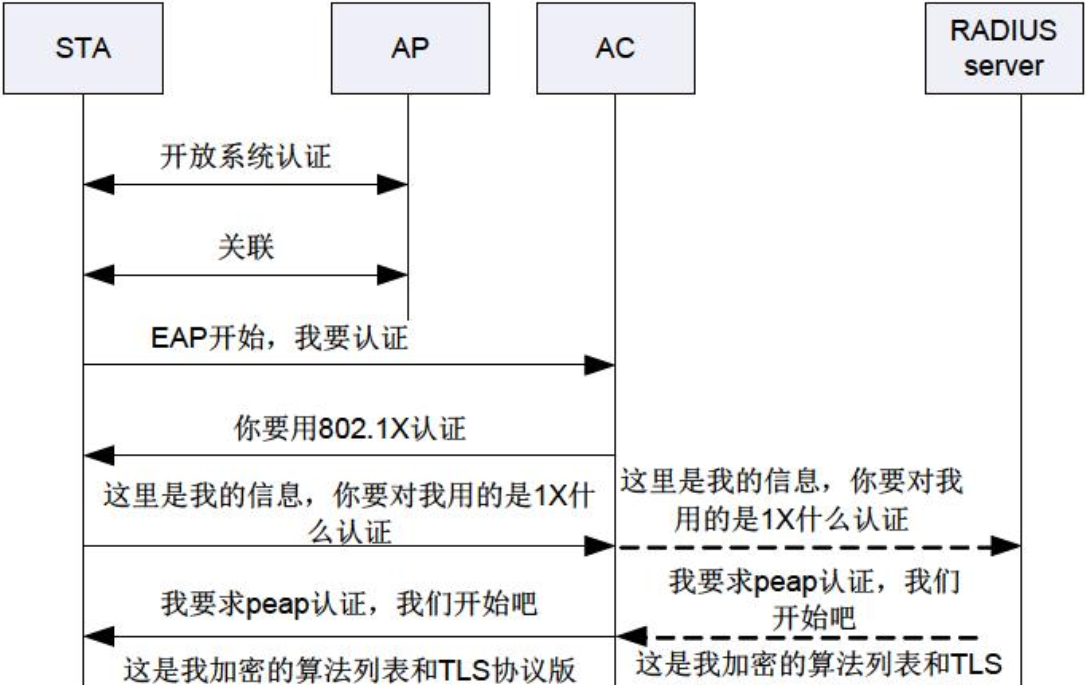 STA
AP
AC
RADIUS
server
开放系统认证
关联
EAP开始，我要认证
你要用802.1X认证
这里是我的信息，你要对我用的是1X什
么认证
这里是我的信息，你要对我
用的是1X什么认证
我要求peap认证，我们开始吧
我要求peap认证，我们
开始吧
这是我加密的算法列表和TLS协议版
这是我加密的算法列表和TLS